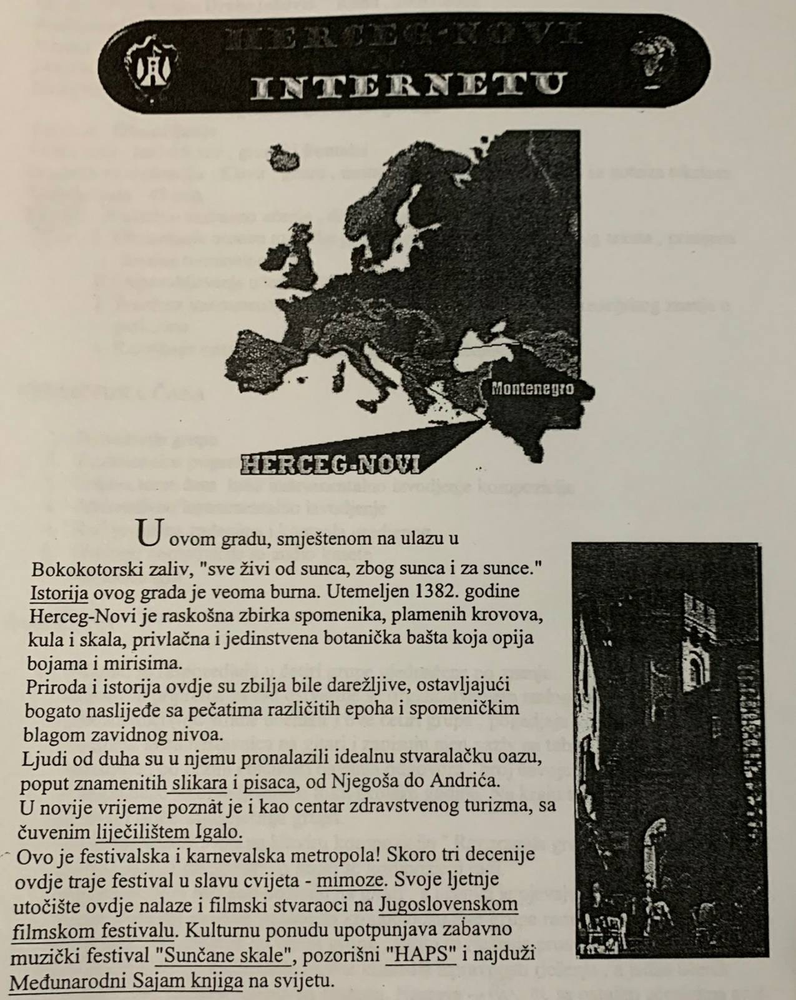 HERCEG-NOVI
INTERNETU
Montenegro
HERCEG-NOVI
U ovom gradu, smještenom na ulazu u
Bokokotorski zaliv, "sve živi od sunca, zbog sunca i za sunce."
Istorija ovog grada je veoma burna. Utemeljen 1382. godine
Herceg-Novi je raskošna zbirka spomenika, plamenih krovova,
kula i skala, privlačna i jedinstvena botanička bašta koja opija
bojama i mirisima.
Priroda i istorija ovdje su zbilja bile darežljive, ostavljajući
bogato naslijeđe sa pečatima različitih epoha i spomeničkim
blagom zavidnog nivoa.
Ljudi od duha su u njemu pronalazili idealnu stvaralačku oazu,
poput znamenitih slikara i pisaca, od Njegoša do Andrića.
U novije vrijeme poznat je i kao centar zdravstvenog turizma, sa
čuvenim liječilištem Igalo.
Ovo je festivalska i karnevalska metropola! Skoro tri decenije
ovdje traje festival u slavu cvijeta - mimoze. Svoje ljetnje
utočište ovdje nalaze i filmski stvaraoci na Jugoslovenskom
filmskom festivalu. Kulturnu ponudu upotpunjava zabavno
muzički festival "Sunčane skale", pozorišni "HAPS" i najduži
Međunarodni Sajam knjiga na svijetu.